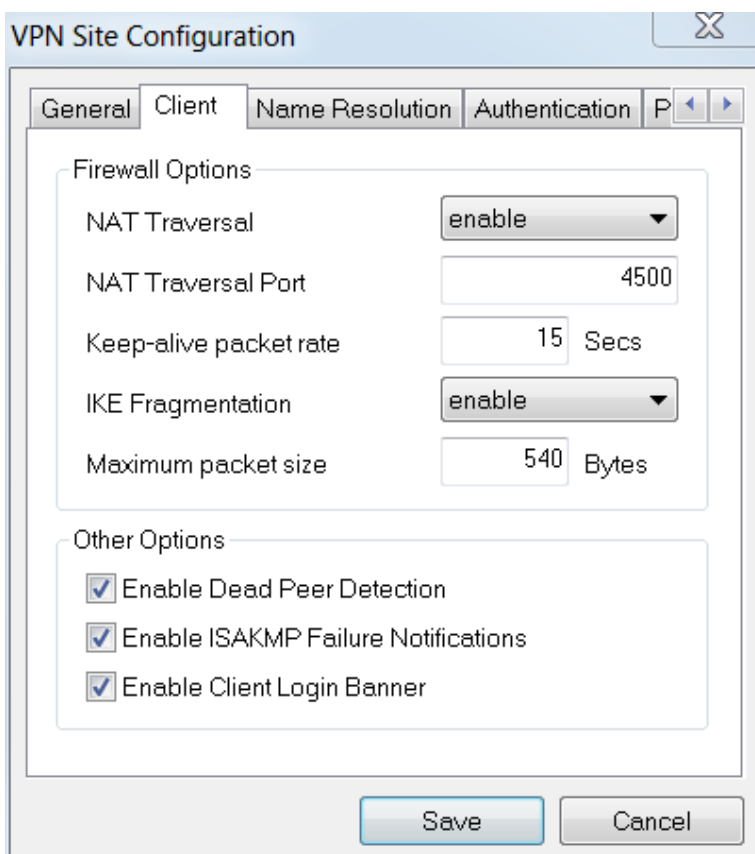 VPN Site Configuration
General Client Name Resolution Authentication P
Firewall Options
NAT Traversal enable
NAT Traversal Port 4500
Keep-alive packet rate 15 Secs
IKE Fragmentation enable
Maximum packet size 540 Bytes
Other Options
Enable Dead Peer Detection
Enable ISAKMP Failure Notifications
Enable Client Login Banner
Save Cancel